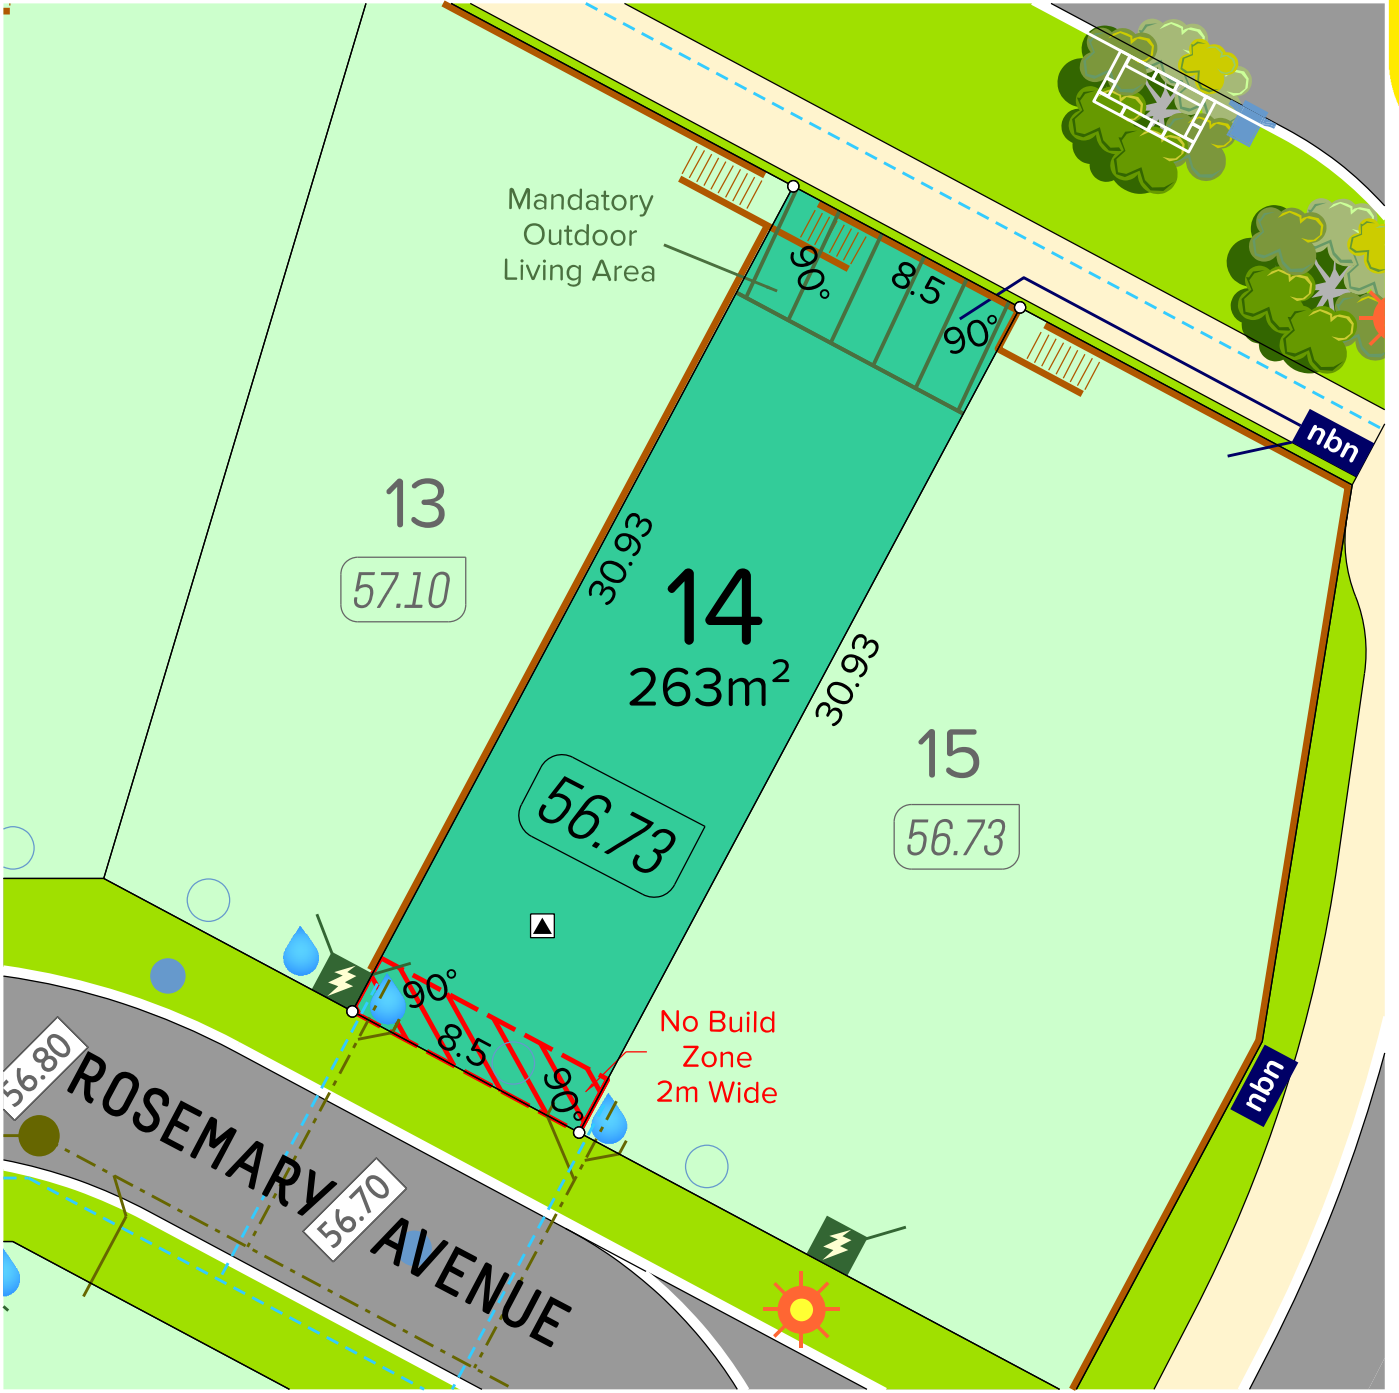 Mandatory
Outdoor
Living Area
90°
8.5
90°
nbn
13
57.10
30.93
14
263m²
30.93
15
56.73
56.73
90°
8.5
90°
No Build
Zone
2m Wide
nbn
56.80
ROSEMARY AVENUE
56.70